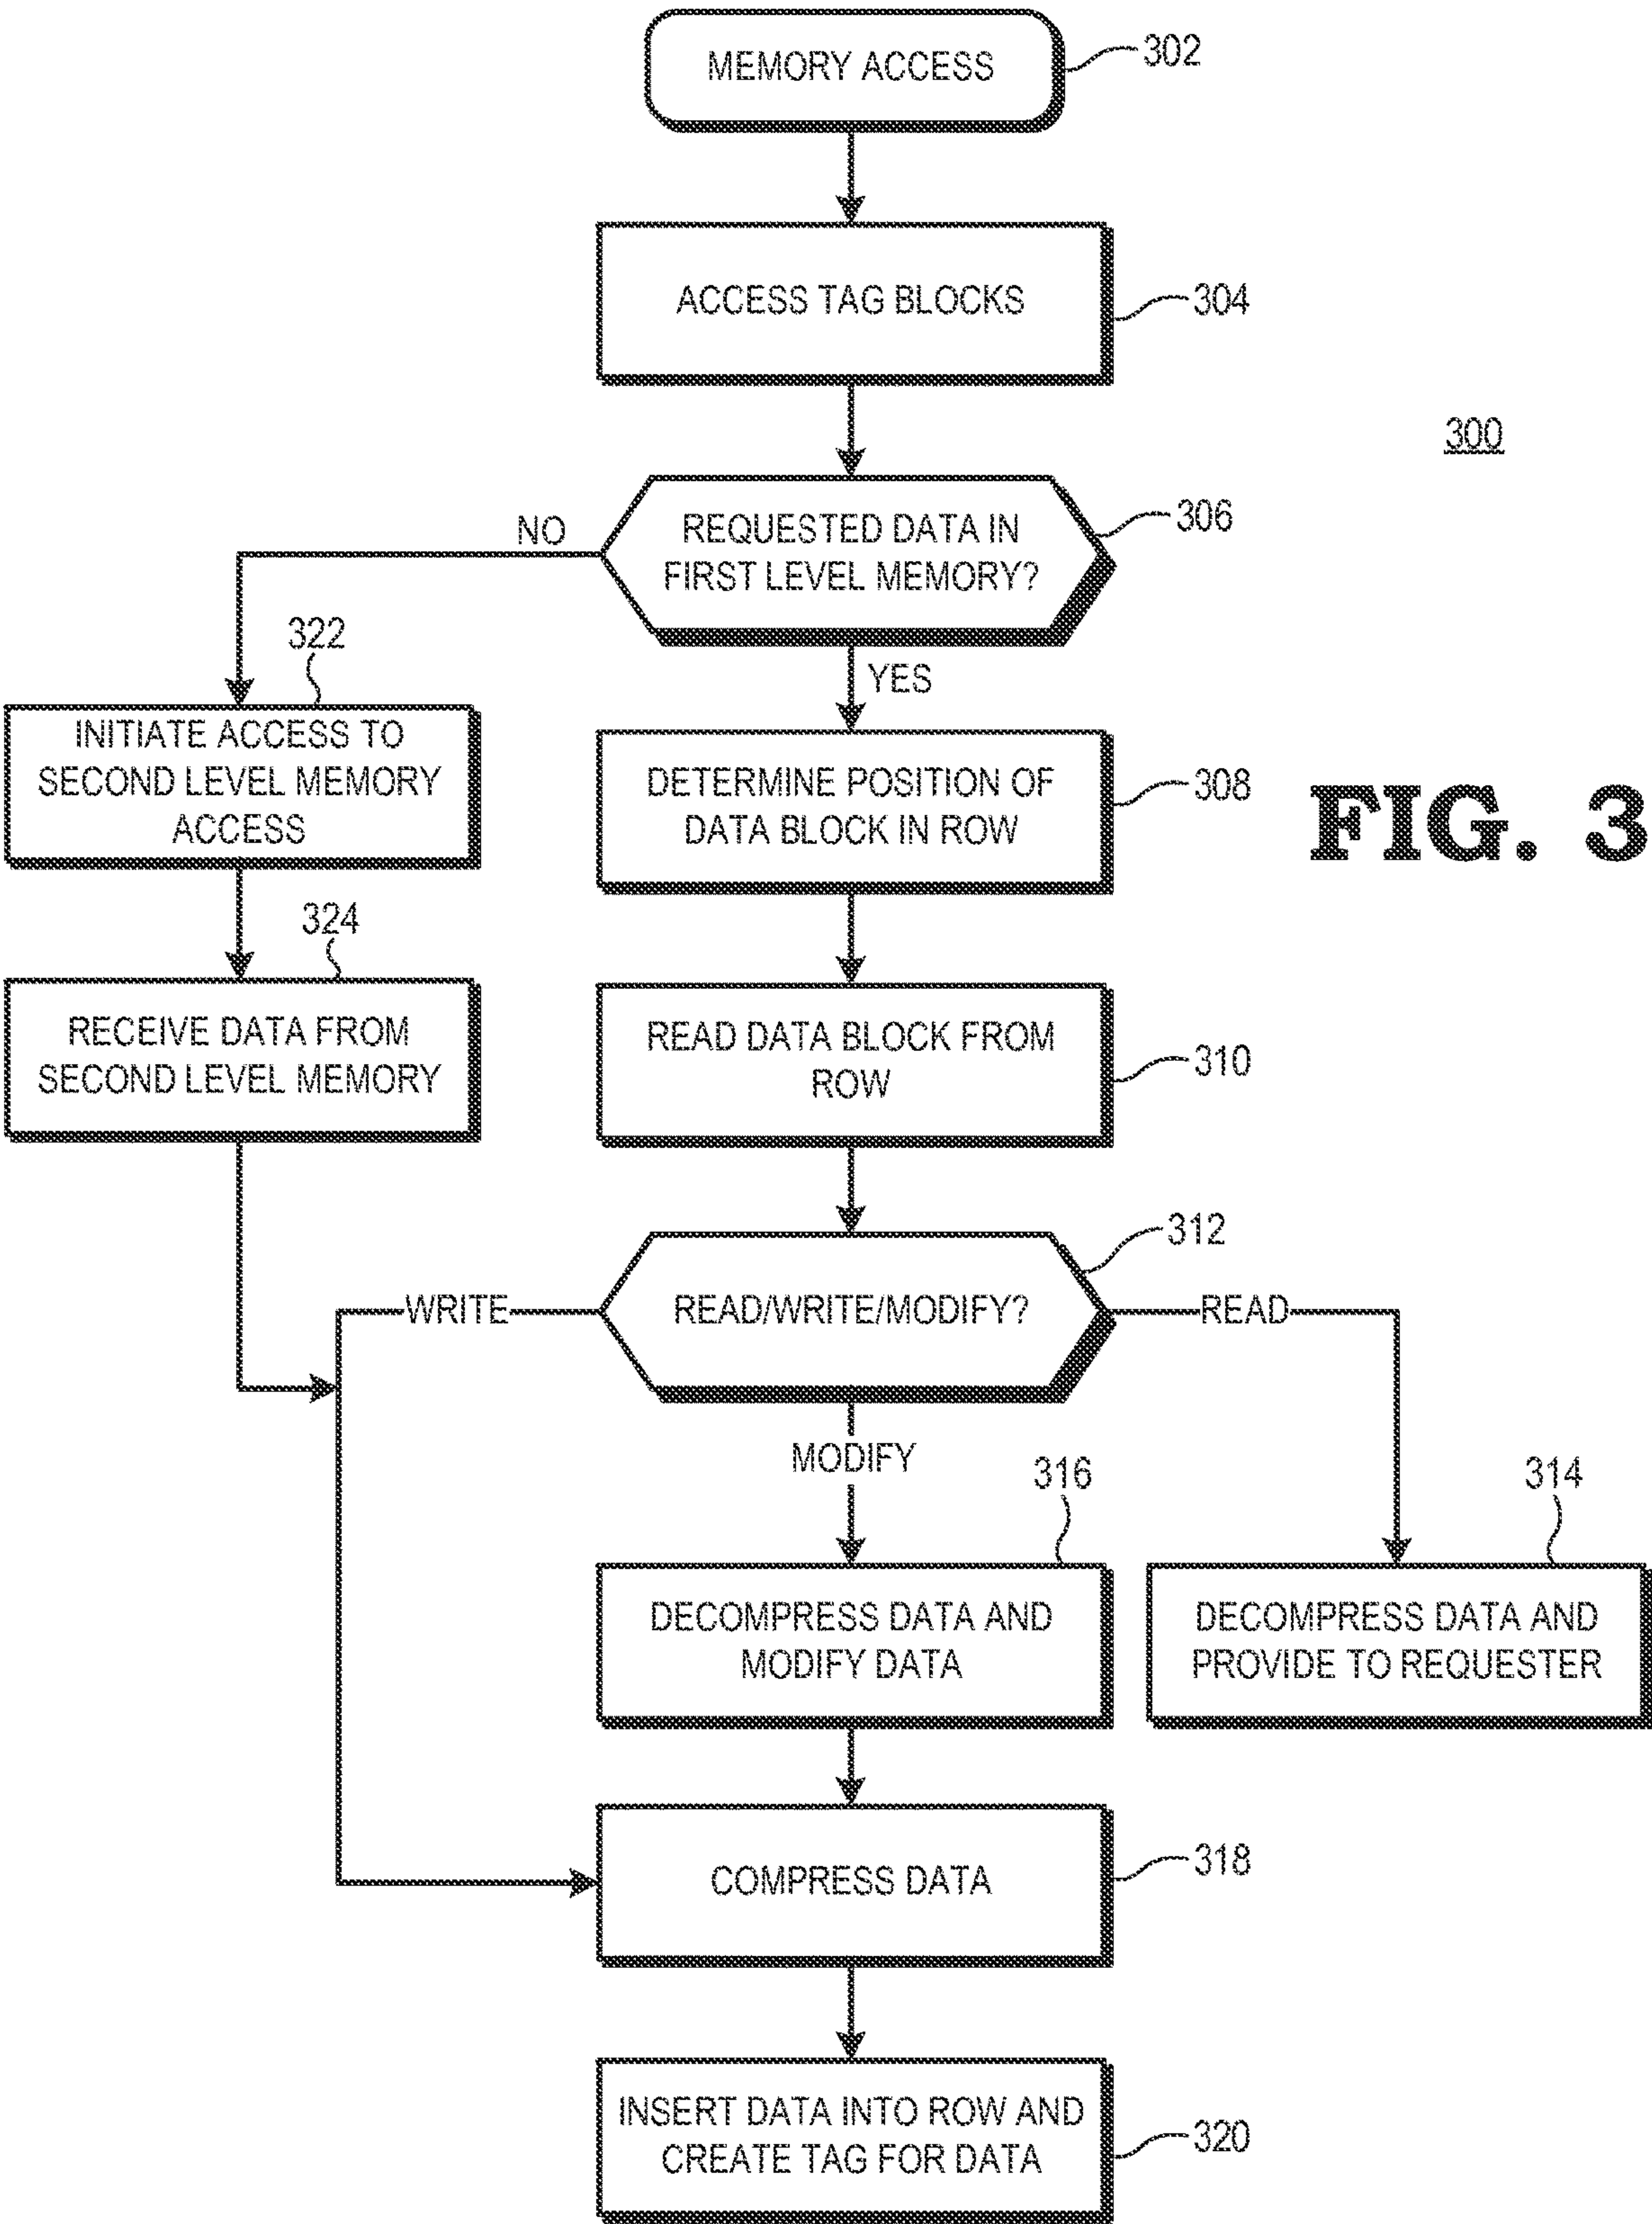 MEMORY ACCESS
302
ACCESS TAG BLOCKS
304
300
REQUESTED DATA IN
FIRST LEVEL MEMORY?
306
NO
YES
322
INITIATE ACCESS TO
SECOND LEVEL MEMORY
ACCESS
DETERMINE POSITION OF
DATA BLOCK IN ROW
308
FIG. 3
324
RECEIVE DATA FROM
SECOND LEVEL MEMORY
READ DATA BLOCK FROM
ROW
310
312
WRITE
READ/WRITE/MODIFY?
READ
MODIFY
316
314
DECOMPRESS DATA AND
MODIFY DATA
DECOMPRESS DATA AND
PROVIDE TO REQUESTER
COMPRESS DATA
318
INSERT DATA INTO ROW AND
CREATE TAG FOR DATA
320